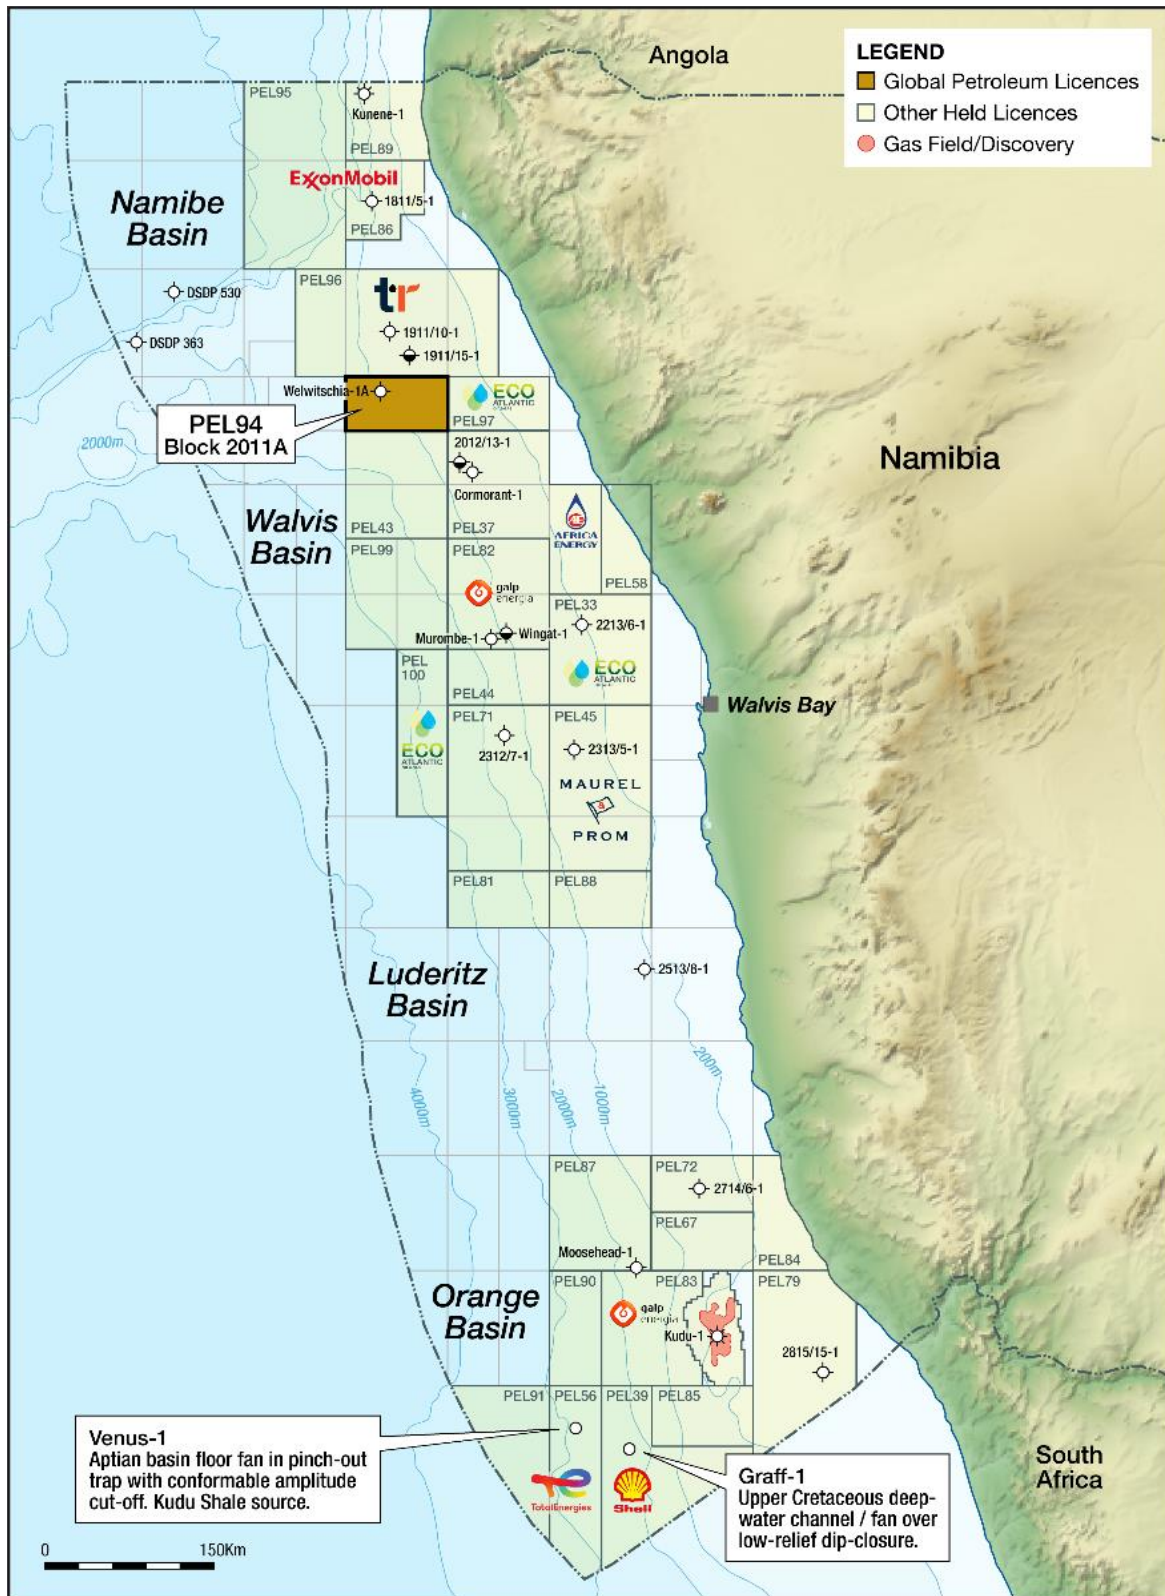 Angola
LEGEND
Global Petroleum Licences
Other Held Licences
Gas Field/Discovery
PEL95
Kunene-1
PEL89
ExxonMobil
1811/5-1
PEL86
Namibe
Basin
PEL96
tr
DSDP 530
1911/10-1
DSDP 363
1911/15-1
Welwitschia-1A
ECO
ATLANTIC
PEL97
PEL94
Block 2011A
2000m
2012/13-1
Cormorant-1
Namibia
Walvis
Basin
PEL43
PEL37
AFRICA
ENERGY
PEL99
PEL82
PEL58
galp
energia
PEL33
2213/6-1
Murombe-1
Wingat-1
PEL
100
ECO
ATLANTIC
PEL44
Walvis Bay
PEL71
PEL45
ECO
ATLANTIC
2312/7-1
2313/5-1
MAUREL
PROM
PEL81
PEL88
Luderitz
Basin
2513/8-1
4000m
3000m
2000m
1000m
200m
PEL87
PEL72
2714/6-1
PEL67
Moosehead-1
PEL84
Orange
Basin
PEL90
PEL83
PEL79
galp
energia
Kudu-1
2815/15-1
PEL91
PEL56
PEL39
PEL85
Venus-1
Aptian basin floor fan in pinch-out
trap with conformable amplitude
cut-off. Kudu Shale source.
TotalEnergies
Shell
Graff-1
Upper Cretaceous deep-
water channel / fan over
low-relief dip-closure.
South
Africa
0 150Km